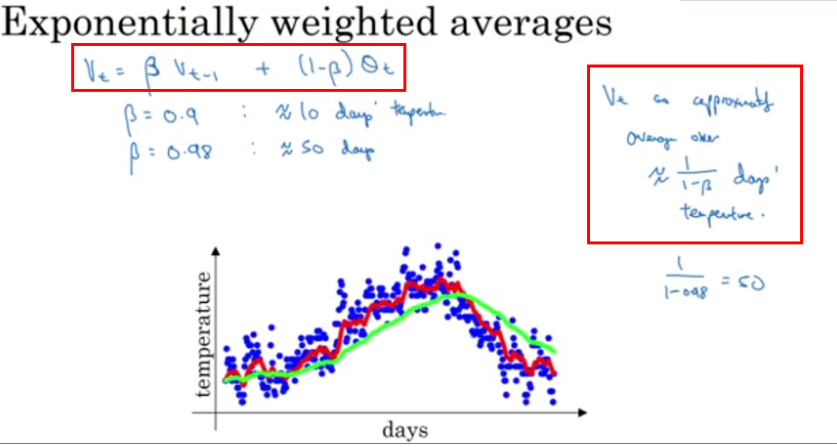 Exponentially weighted averages
Vₜ = β Vₜ₋₁ + (1-β) θₜ
β = 0.9 : ≈ 10 days' temperature
β = 0.98 : ≈ 50 days
Vₜ as approximately
average over
≈ 1/(1-β) days'
temperature.
1/(1-0.98) = 50
temperature
days